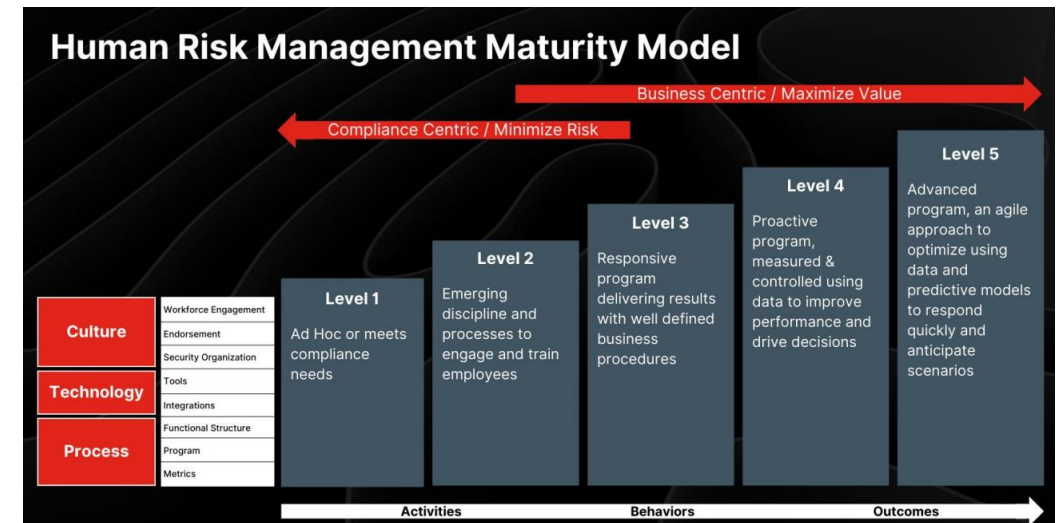 Human Risk Management Maturity Model
Business Centric / Maximize Value
Compliance Centric / Minimize Risk
Culture
Workforce Engagement
Endorsement
Security Organization
Technology
Tools
Integrations
Process
Functional Structure
Program
Metrics
Level 1
Ad Hoc or meets
compliance
needs
Level 2
Emerging
discipline and
processes to
engage and train
employees
Level 3
Responsive
program
delivering results
with well defined
business
procedures
Level 4
Proactive
program,
measured &
controlled using
data to improve
performance and
drive decisions
Level 5
Advanced
program, an agile
approach to
optimize using
data and
predictive models
to respond
quickly and
anticipate
scenarios
Activities
Behaviors
Outcomes